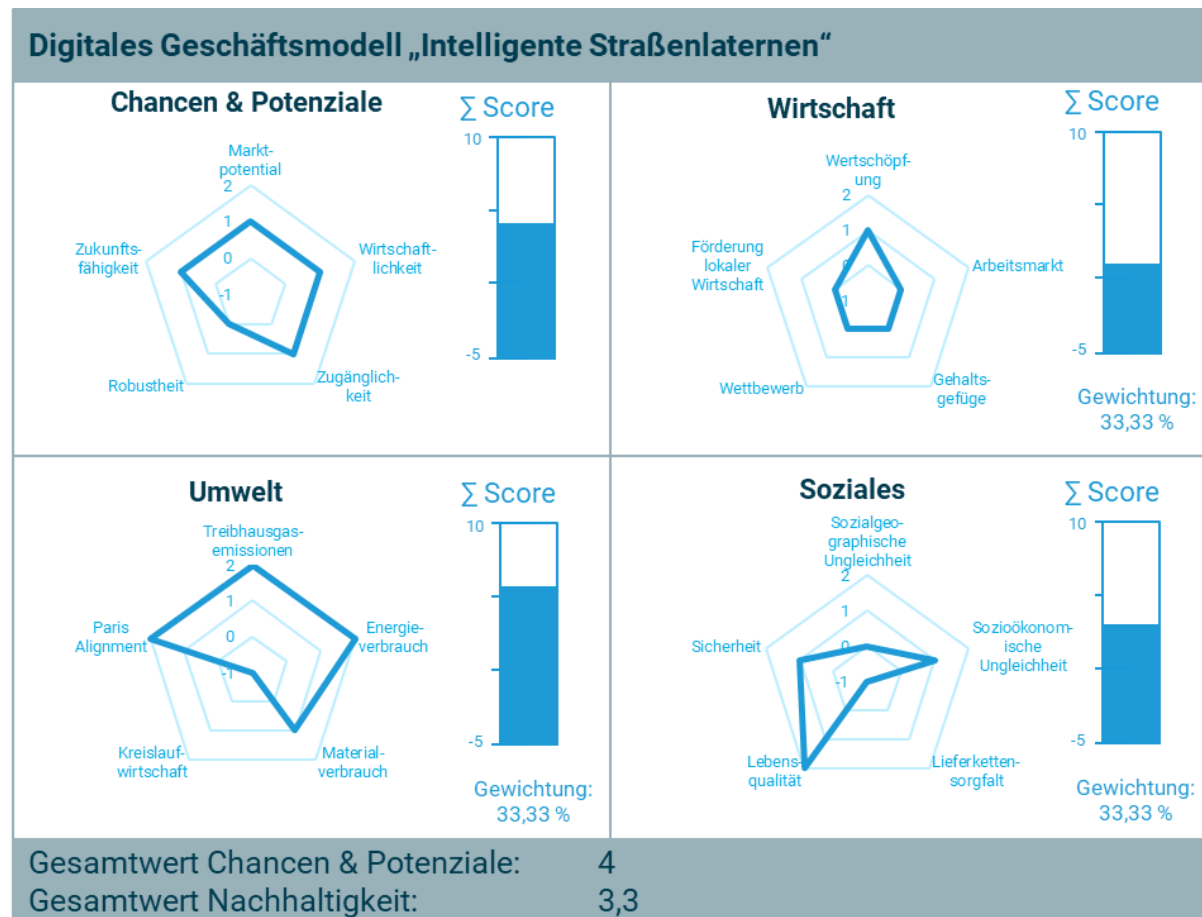 Digitales Geschäftsmodell „Intelligente Straßenlaternen“
Chancen & Potenziale
∑ Score
10
-5
Markt-
potential
2
1
0
-1
Wirtschaft-
lichkeit
Zugänglich-
keit
Robustheit
Zukunfts-
fähigkeit
Wirtschaft
∑ Score
10
-5
Wertschöpf-
ung
2
1
0
1
Arbeitsmarkt
Gehalts-
gefüge
Wettbewerb
Förderung
lokaler
Wirtschaft
Gewichtung:
33,33 %
Umwelt
∑ Score
10
-5
Treibhausgas-
emissionen
2
1
0
-1
Energie-
verbrauch
Material-
verbrauch
Kreislauf-
wirtschaft
Paris
Alignment
Gewichtung:
33,33 %
Soziales
∑ Score
10
-5
Sozialgeo-
graphische
Ungleichheit
2
1
0
-1
Sozioökonom-
ische
Ungleichheit
Lieferketten-
sorgfalt
Lebens-
qualität
Sicherheit
Gewichtung:
33,33 %
Gesamtwert Chancen & Potenziale: 4
Gesamtwert Nachhaltigkeit: 3,3